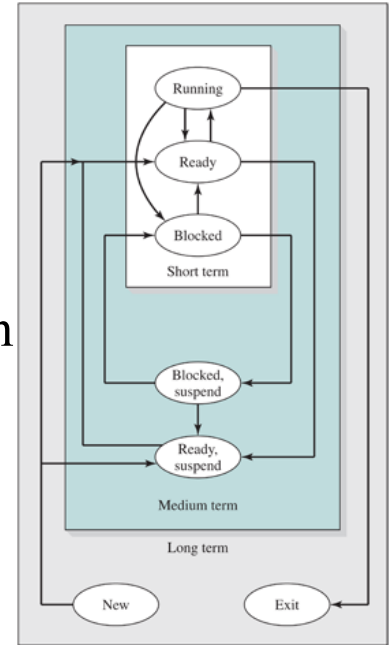 Running
Ready
Blocked
Short term
n
Blocked,
suspend
Ready,
suspend
Medium term
Long term
New
Exit